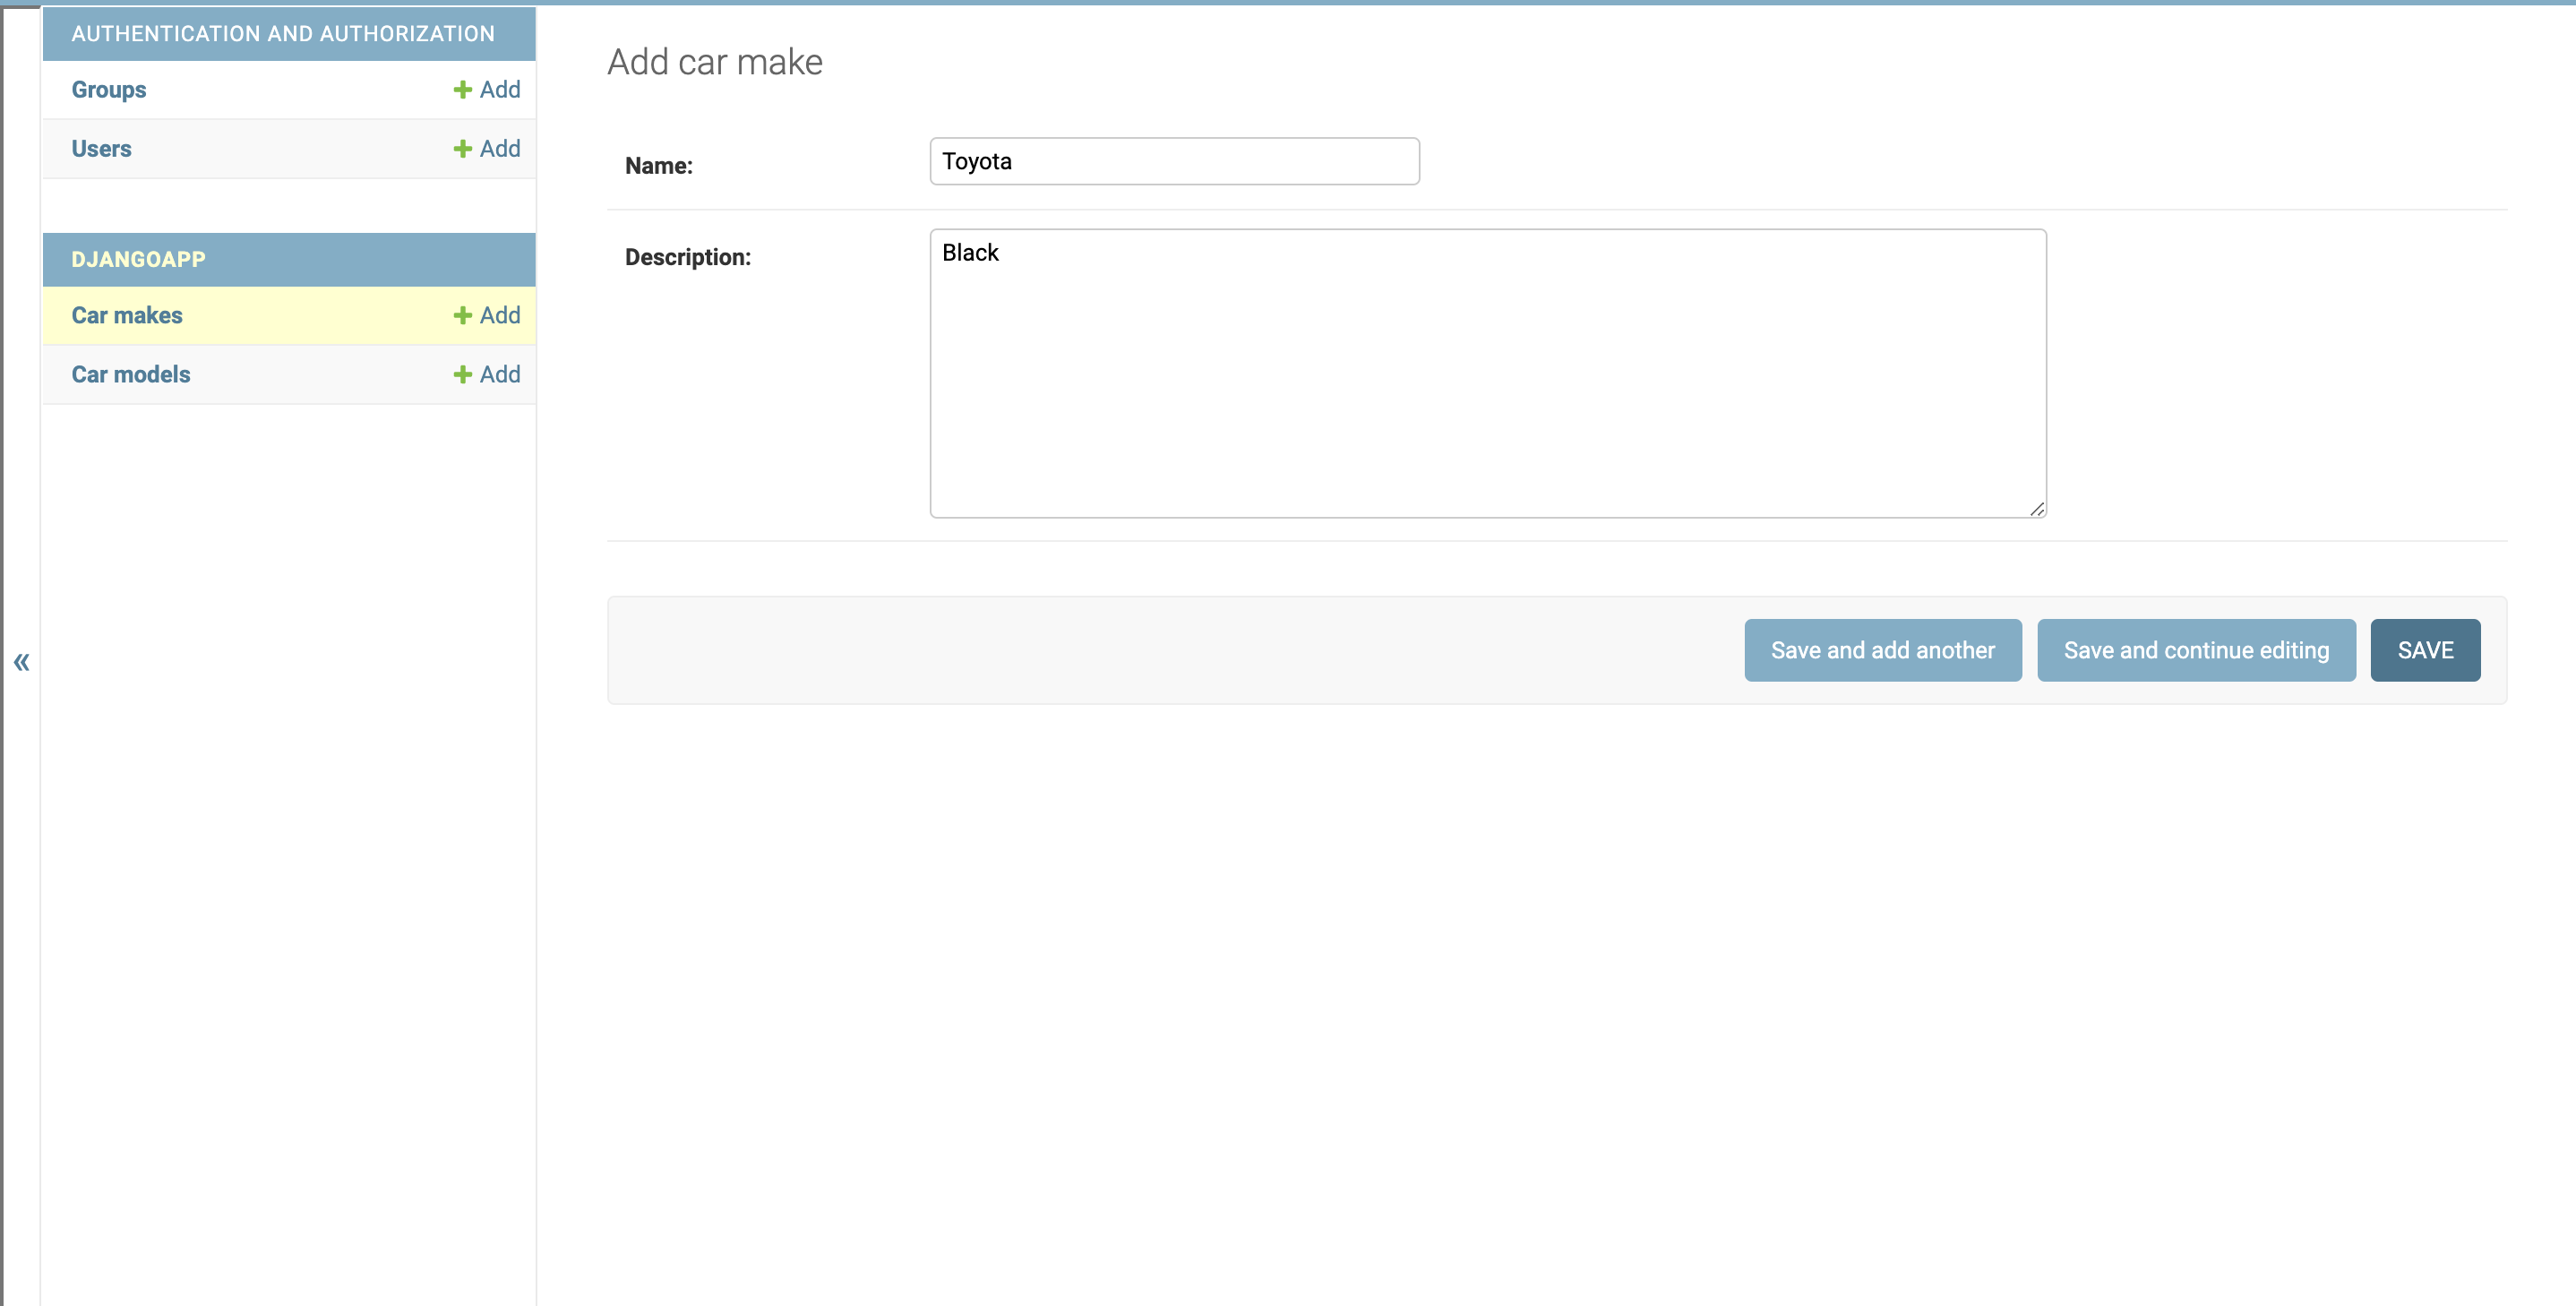 AUTHENTICATION AND AUTHORIZATION
Groups + Add
Users + Add
DJANGOAPP
Car makes + Add
Car models + Add
«
Add car make
Name: Toyota
Description: Black
Save and add another Save and continue editing SAVE